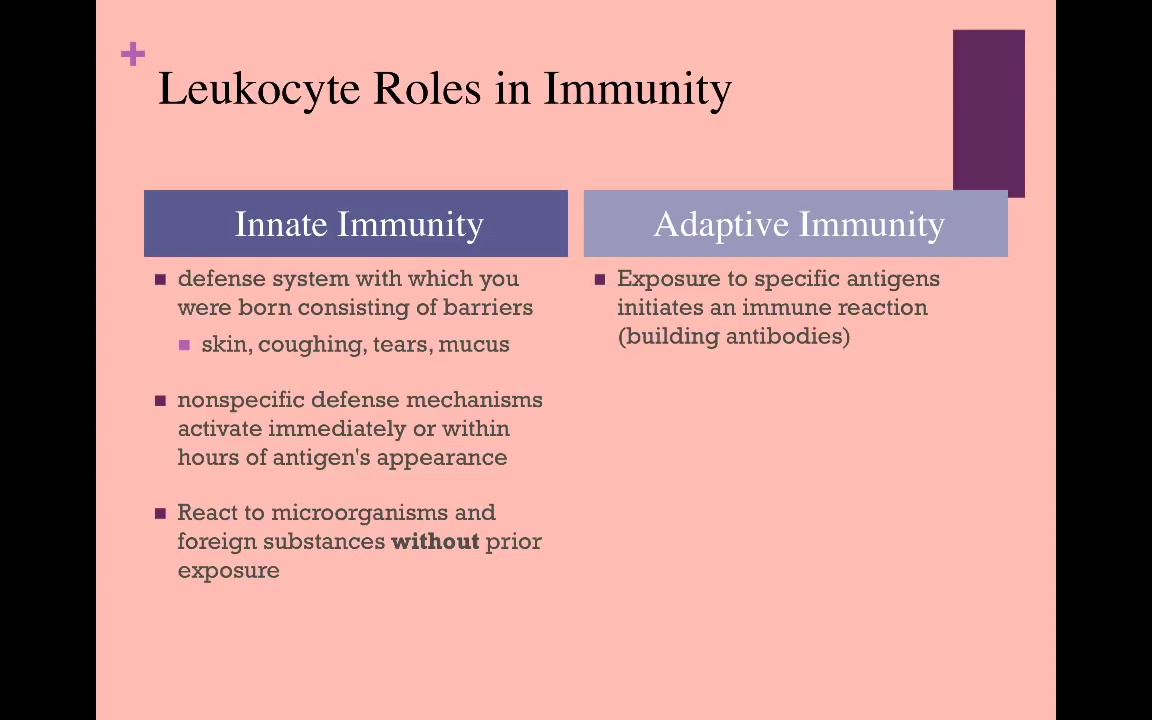 +
Leukocyte Roles in Immunity
Innate Immunity
■ defense system with which you
were born consisting of barriers
■ skin, coughing, tears, mucus
■ nonspecific defense mechanisms
activate immediately or within
hours of antigen's appearance
■ React to microorganisms and
foreign substances without prior
exposure
Adaptive Immunity
■ Exposure to specific antigens
initiates an immune reaction
(building antibodies)